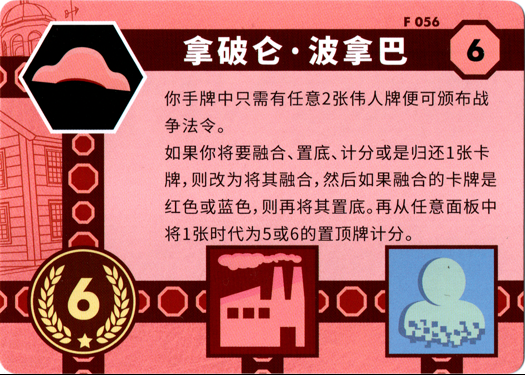 F 056
拿破仑·波拿巴
6
你手牌中只需有任意2张伟人牌便可颁布战
争法令。
如果你将要融合、置底、计分或是归还1张卡
牌，则改为将其融合，然后如果融合的卡牌是
红色或蓝色，则再将其置底。再从任意面板中
将1张时代为5或6的置顶牌计分。
6